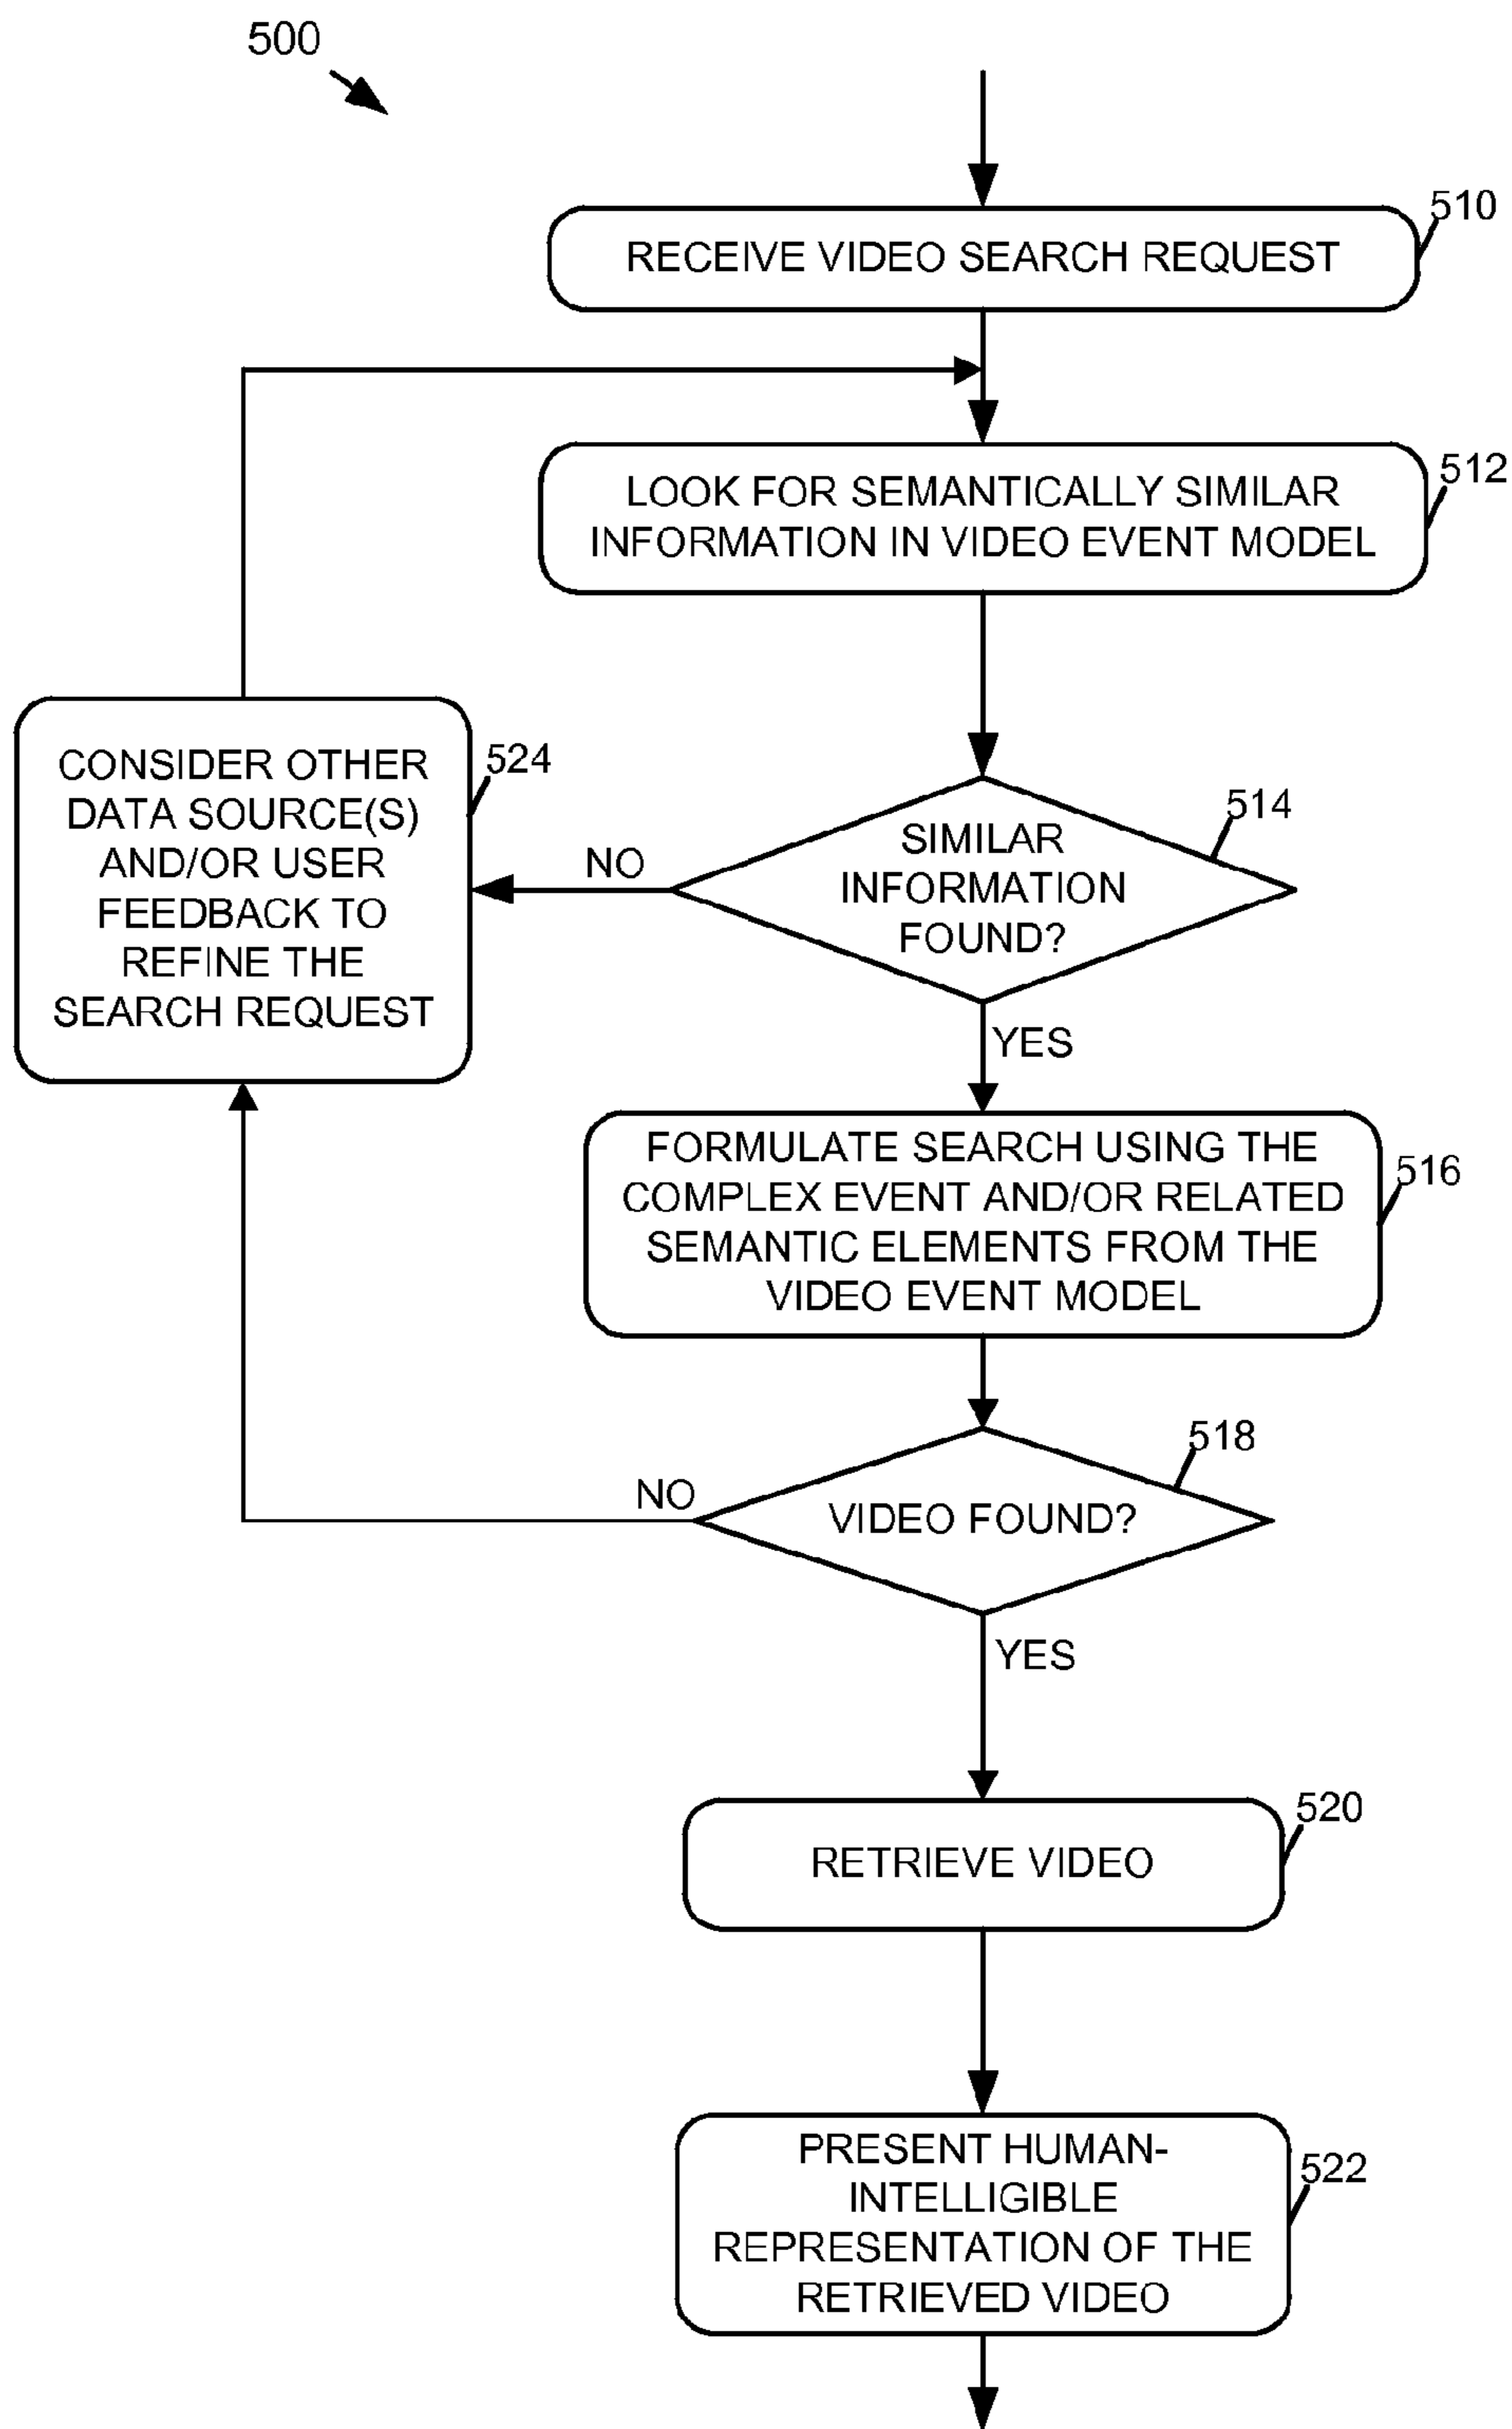 500
510
RECEIVE VIDEO SEARCH REQUEST
512
LOOK FOR SEMANTICALLY SIMILAR
INFORMATION IN VIDEO EVENT MODEL
524
CONSIDER OTHER
DATA SOURCE(S)
AND/OR USER
FEEDBACK TO
REFINE THE
SEARCH REQUEST
NO
514
SIMILAR
INFORMATION
FOUND?
YES
516
FORMULATE SEARCH USING THE
COMPLEX EVENT AND/OR RELATED
SEMANTIC ELEMENTS FROM THE
VIDEO EVENT MODEL
518
NO
VIDEO FOUND?
YES
520
RETRIEVE VIDEO
522
PRESENT HUMAN-
INTELLIGIBLE
REPRESENTATION OF THE
RETRIEVED VIDEO